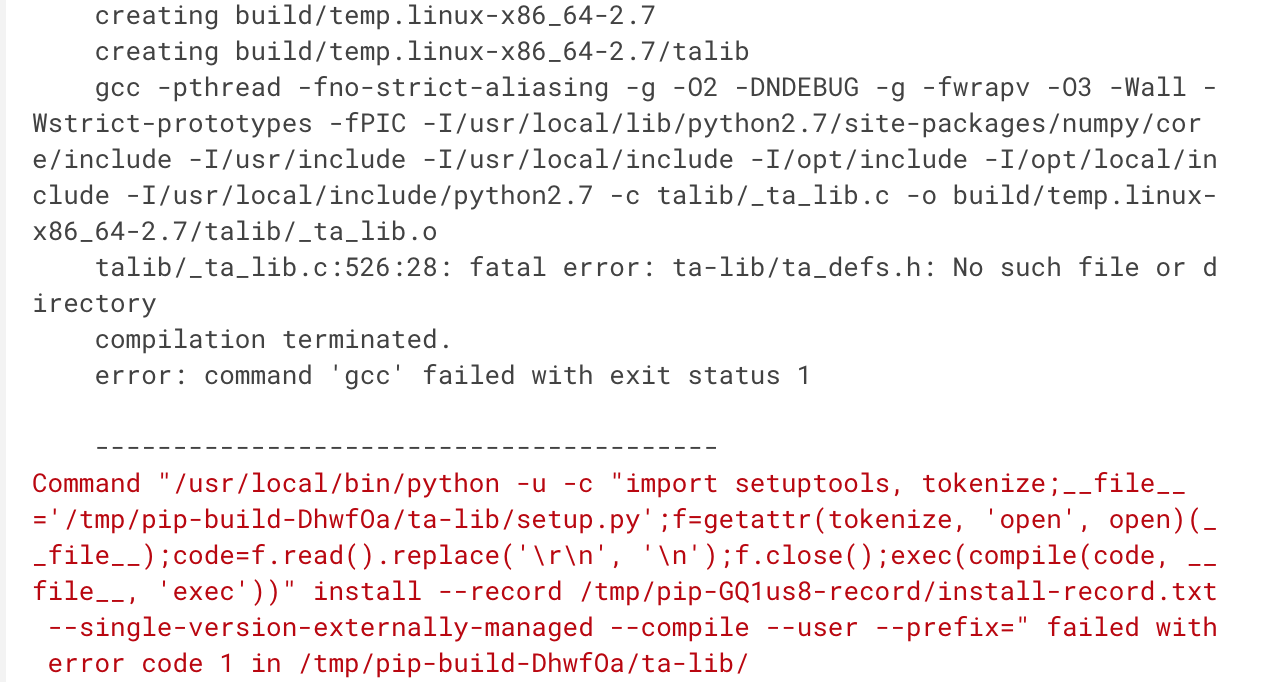 creating build/temp.linux-x86_64-2.7
creating build/temp.linux-x86_64-2.7/talib
gcc -pthread -fno-strict-aliasing -g -O2 -DNDEBUG -g -fwrapv -O3 -Wall -
Wstrict-prototypes -fPIC -I/usr/local/lib/python2.7/site-packages/numpy/cor
e/include -I/usr/include -I/usr/local/include -I/opt/include -I/opt/local/in
clude -I/usr/local/include/python2.7 -c talib/_ta_lib.c -o build/temp.linux-
x86_64-2.7/talib/_ta_lib.o
talib/_ta_lib.c:526:28: fatal error: ta-lib/ta_defs.h: No such file or d
irectory
compilation terminated.
error: command 'gcc' failed with exit status 1
----------------------------------------
Command "/usr/local/bin/python -u -c "import setuptools, tokenize;__file__
='/tmp/pip-build-DhwfOa/ta-lib/setup.py';f=getattr(tokenize, 'open', open)(_
_file__);code=f.read().replace('\r\n', '\n');f.close();exec(compile(code, __
file__, 'exec'))" install --record /tmp/pip-GQ1us8-record/install-record.txt
--single-version-externally-managed --compile --user --prefix=" failed with
error code 1 in /tmp/pip-build-DhwfOa/ta-lib/